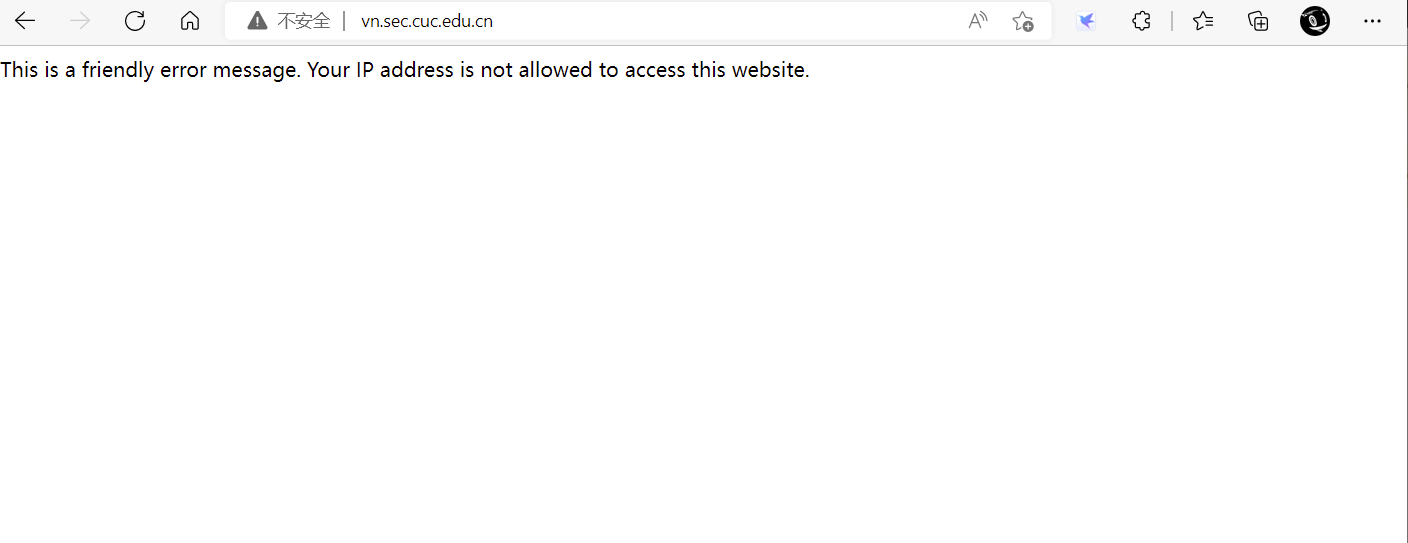 不安全 vn.sec.cuc.edu.cn
This is a friendly error message. Your IP address is not allowed to access this website.